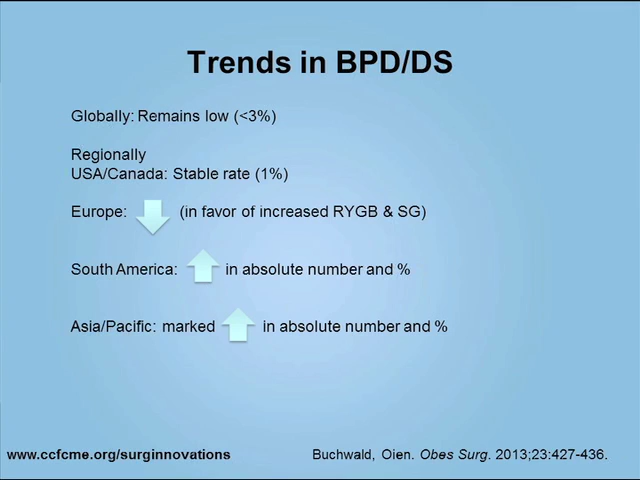 Trends in BPD/DS
Globally: Remains low (<3%)
Regionally
USA/Canada: Stable rate (1%)
Europe: (in favor of increased RYGB & SG)
South America: in absolute number and %
Asia/Pacific: marked in absolute number and %
www.ccfcme.org/surginnovations
Buchwald, Oien. Obes Surg. 2013;23:427-436.